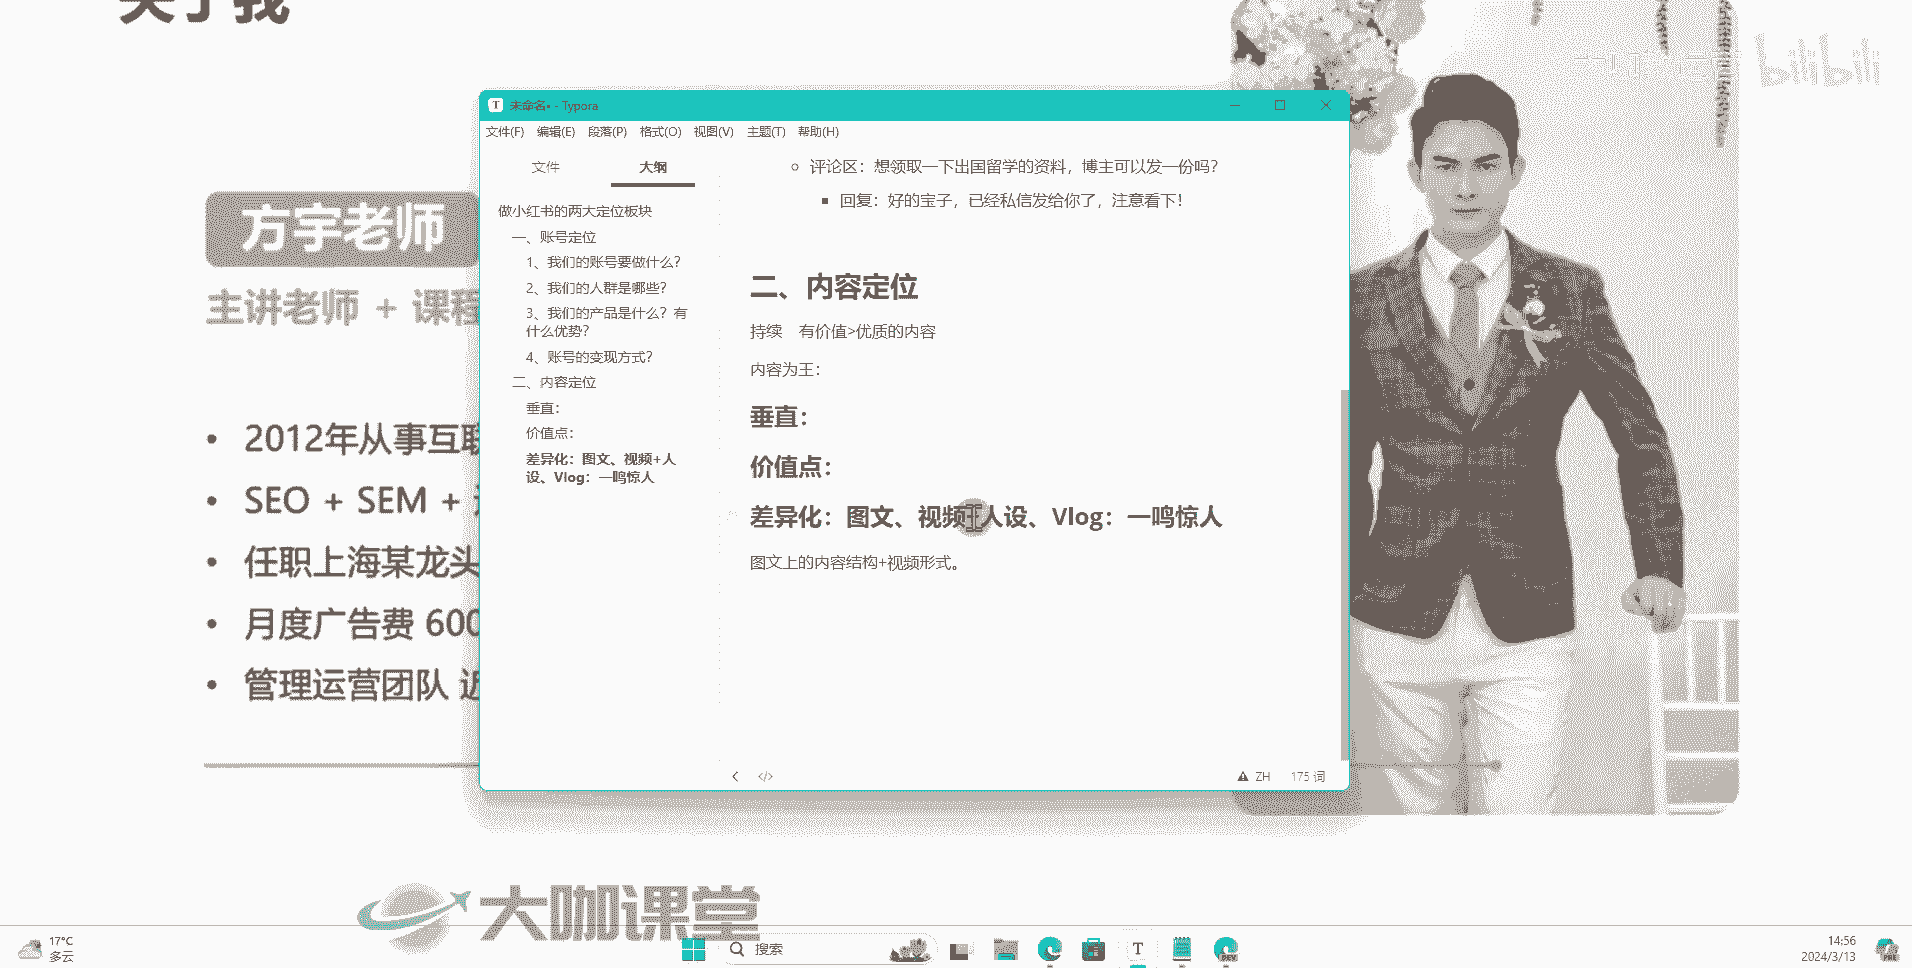 关于我
bilibili
方宇老师
主讲老师 + 课程
2012年从事互联
SEO + SEM +
任职上海某龙头
月度广告费 600
管理运营团队 近
未命名• - Typora
文件(F) 编辑(E) 段落(P) 格式(O) 视图(V) 主题(T) 帮助(H)
文件 大纲
做小红书的两大定位板块
一、账号定位
1、我们的账号要做什么？
2、我们的人群是哪些？
3、我们的产品是什么？有
什么优势？
4、账号的变现方式？
二、内容定位
垂直：
价值点：
差异化：图文、视频+人
设、Vlog：一鸣惊人
评论区：想领取一下出国留学的资料，博主可以发一份吗？
回复：好的宝子，已经私信发给你了，注意看下！
二、内容定位
持续 有价值>优质的内容
内容为王：
垂直：
价值点：
差异化：图文、视频+人设、Vlog：一鸣惊人
图文上的内容结构+视频形式。
ZH 175 词
大咖课堂
17°C
多云
搜索
T
DEV
14:56
2024/3/13
PRE